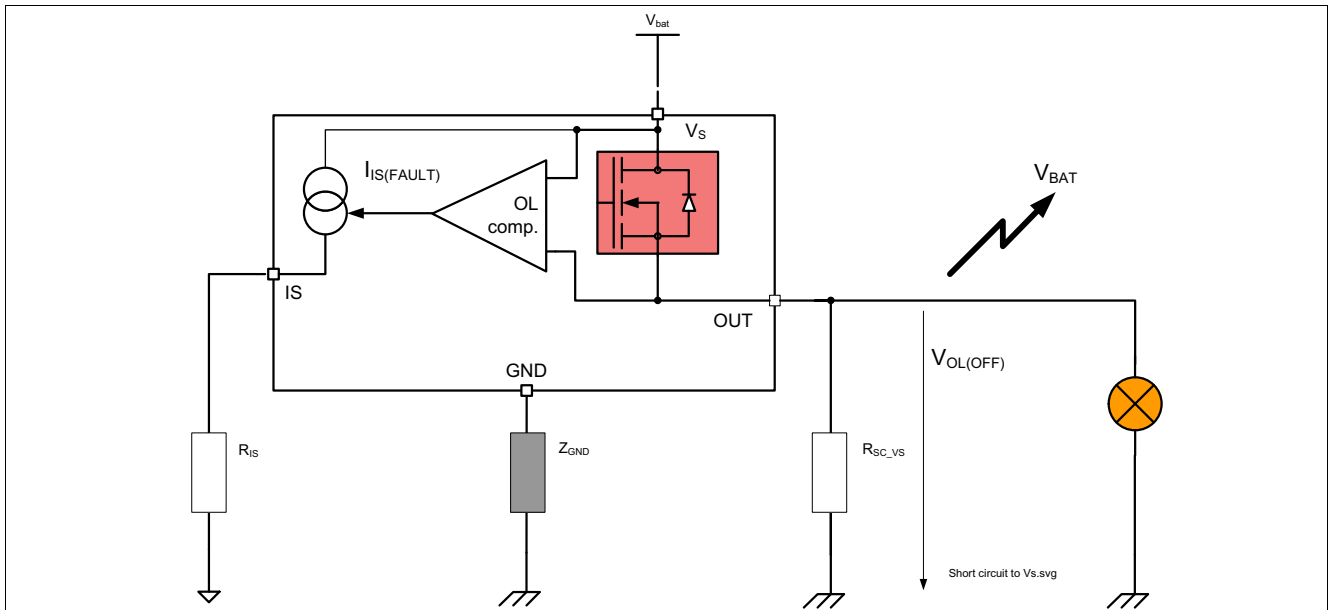 Vbat
VS
IIS(FAULT)
OL
comp.
VBAT
IS
OUT
VOL(OFF)
GND
RIS
ZGND
RSC_VS
Short circuit to Vs.svg